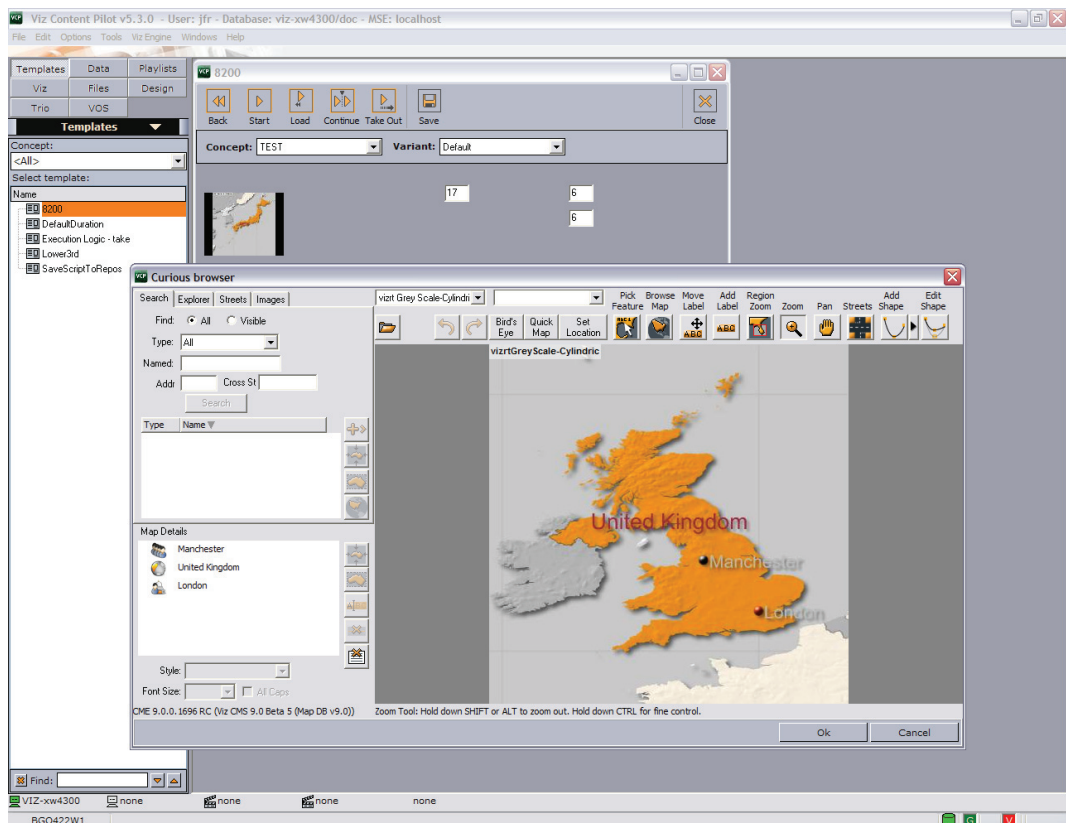 Viz Content Pilot v5.3.0 - User: jfr - Database: viz-xw4300/doc - MSE: localhost
File Edit Options Tools Viz Engine Windows Help
Templates Data Playlists
Viz Files Design
Trio VOS
Templates
Concept:
<All>
Select template:
Name
8200
DefaultDuration
Execution Logic - take
Lower3rd
SaveScriptToRepos
8200
Back Start Load Continue Take Out Save Close
Concept: TEST Variant: Default
17 6
6
Curious browser
Search Explorer Streets Images
Find: All Visible
Type: All
Named:
Addr Cross St
Search
Type Name
Map Details
Manchester
United Kingdom
London
Style:
Font Size: All Caps
CME 9.0.0.1696 RC (Viz CMS 9.0 Beta 5 (Map DB v9.0))
vizrt Grey Scale-Cylindri
Pick Feature Browse Map Move Label Add Label Region Zoom Zoom Pan Streets Add Shape Edit Shape
Bird's Eye Quick Map Set Location
vizrtGreyScale-Cylindric
United Kingdom
Manchester
London
Zoom Tool: Hold down SHIFT or ALT to zoom out. Hold down CTRL for fine control.
Ok Cancel
Find:
VIZ-xw4300 none none none none
BGO422W1 G V